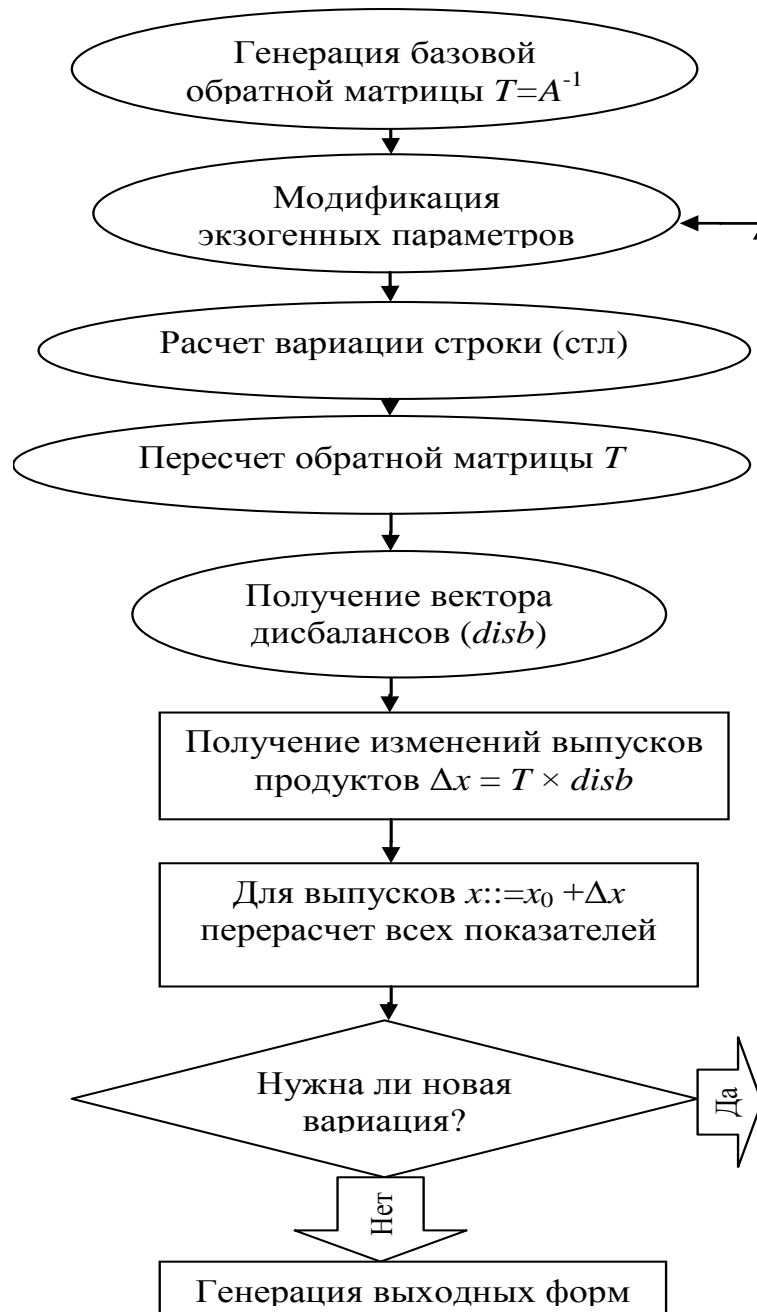 Генерация базовой
обратной матрицы T=A⁻¹
Модификация
экзогенных параметров
Расчет вариации строки (стл)
Пересчет обратной матрицы T
Получение вектора
дисбалансов (disb)
Получение изменений выпусков
продуктов Δx = T × disb
Для выпусков x::=x₀ +Δx
перерасчет всех показателей
Нужна ли новая
вариация?
Да
Нет
Генерация выходных форм